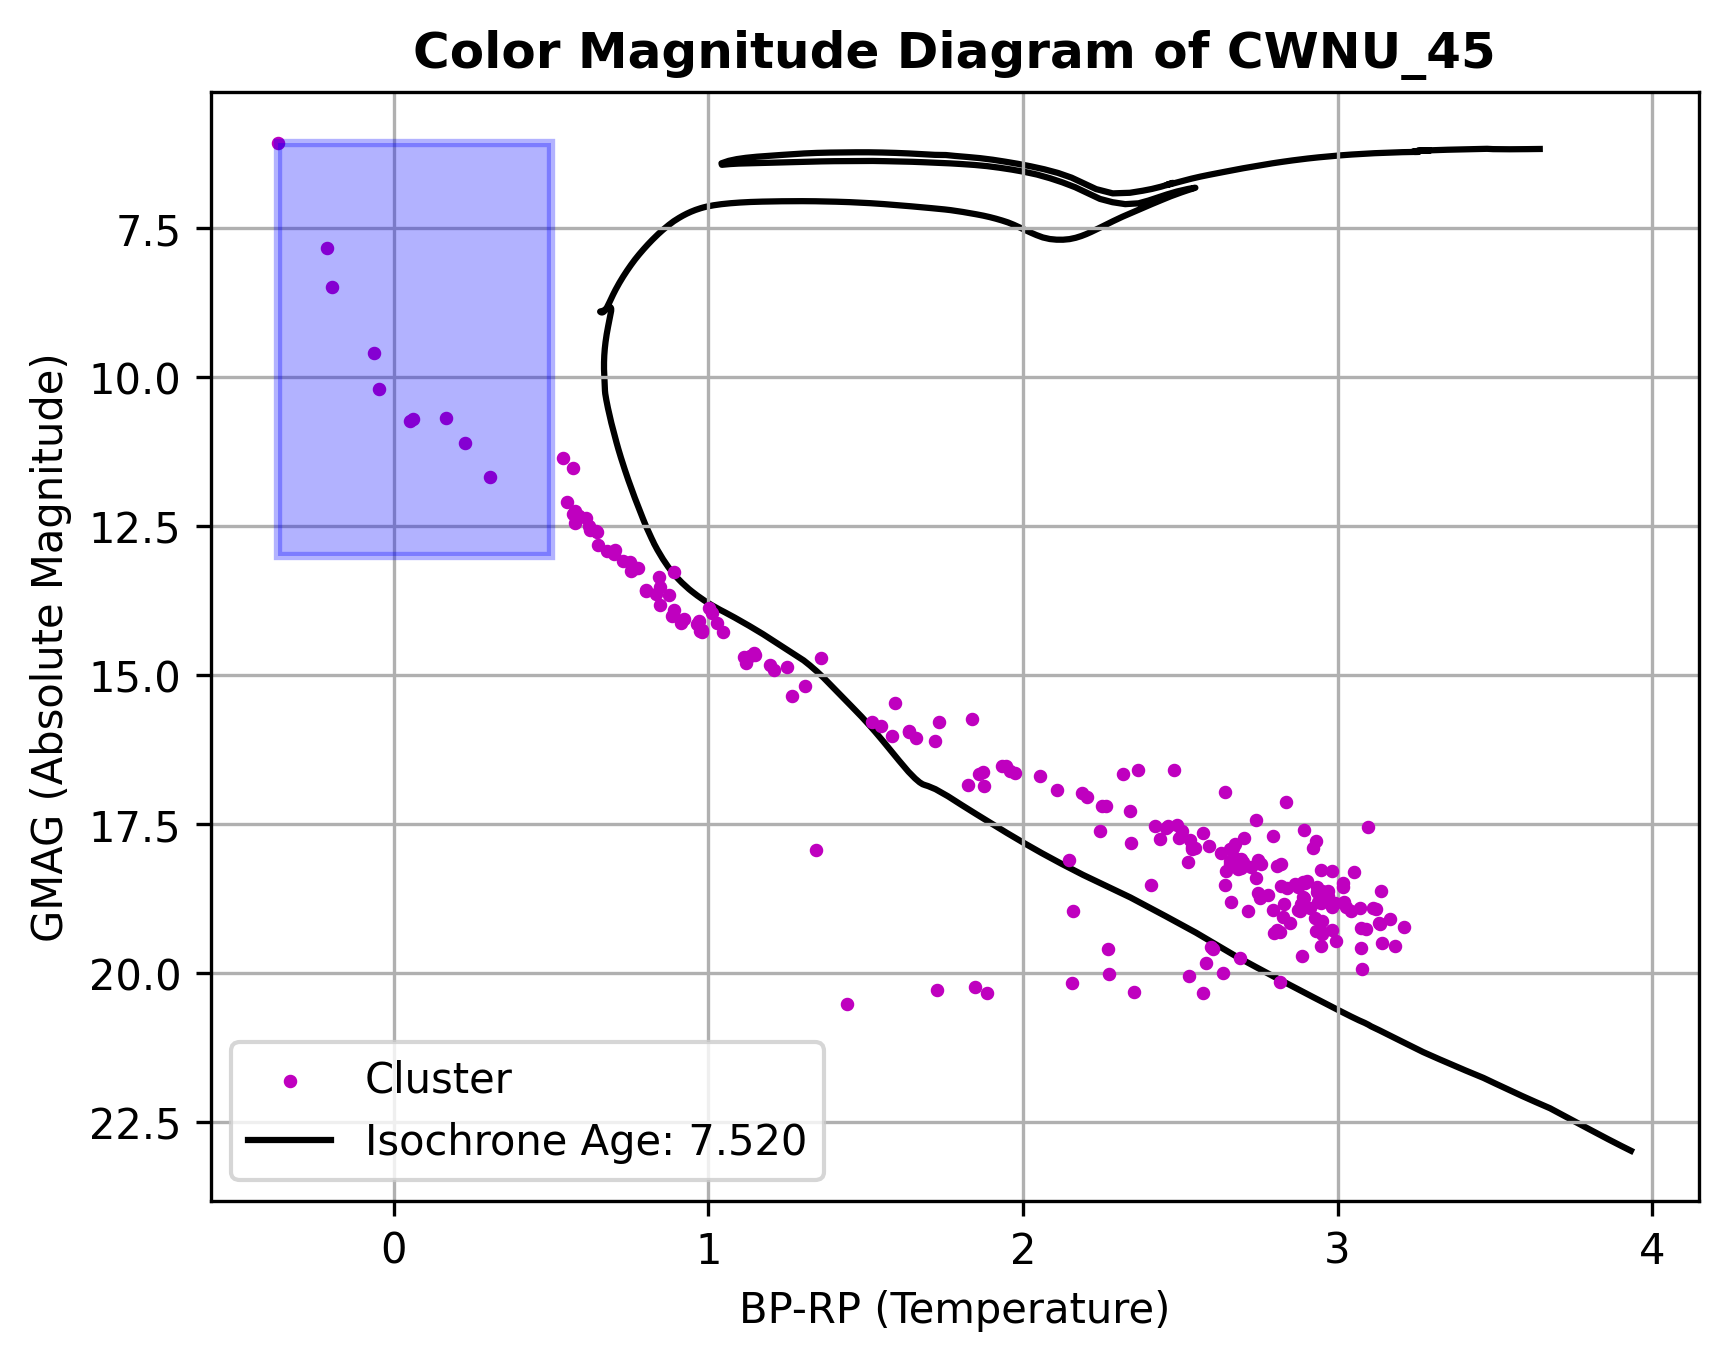 Color Magnitude Diagram of CWNU_45
GMAG (Absolute Magnitude)
7.5
10.0
12.5
15.0
17.5
20.0
22.5
Cluster
Isochrone Age: 7.520
0 1 2 3 4
BP-RP (Temperature)